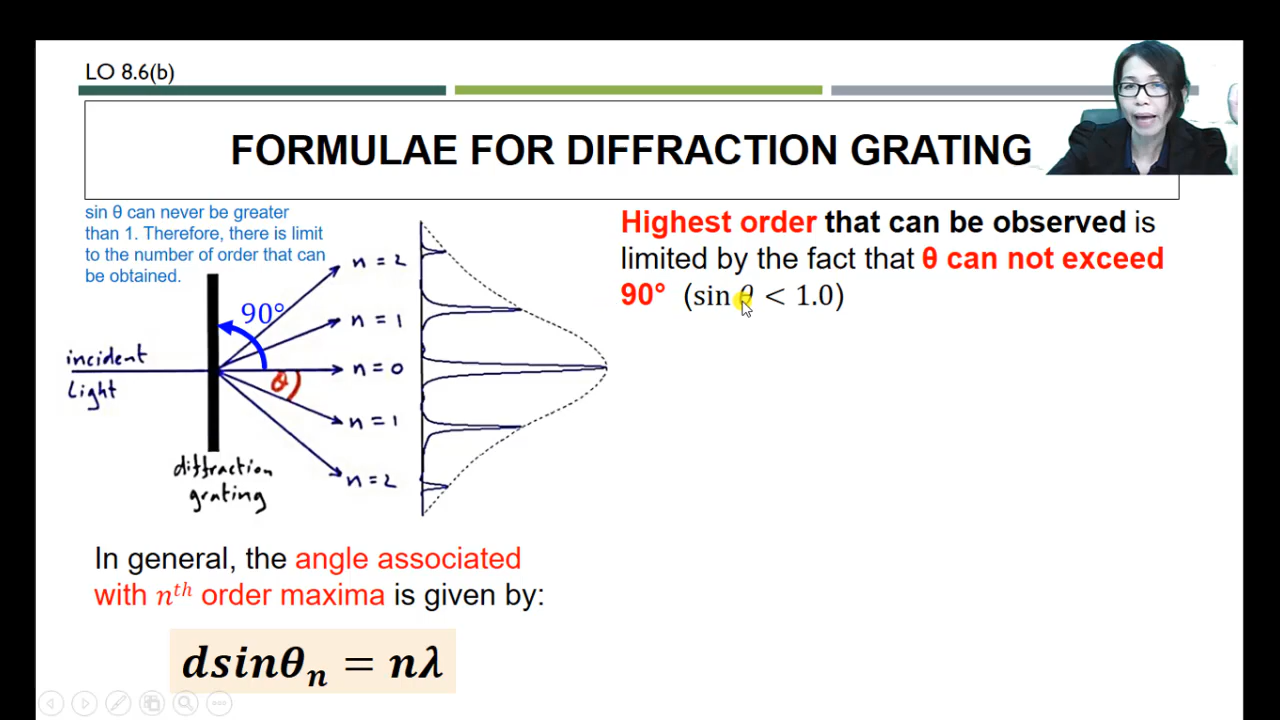 LO 8.6(b)
FORMULAE FOR DIFFRACTION GRATING
sin θ can never be greater
than 1. Therefore, there is limit
to the number of order that can
be obtained.
90°
n = 2
n = 1
incident
light
n = 0
θ
n = 1
n = 2
diffraction
grating
In general, the angle associated
with nᵗʰ order maxima is given by:
dsinθₙ = nλ
Highest order that can be observed is
limited by the fact that θ can not exceed
90° (sin θ < 1.0)